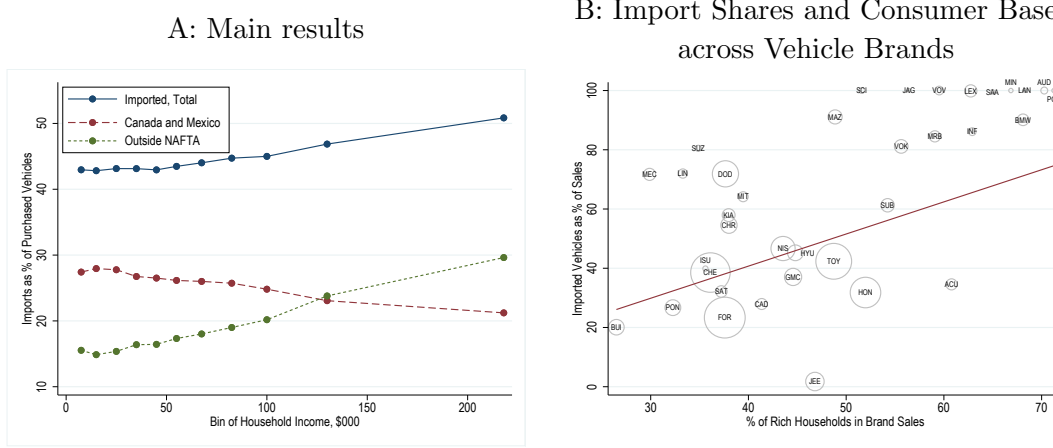 A: Main results
Imported, Total
Canada and Mexico
Outside NAFTA
Imports as % of Purchased Vehicles
50
40
30
20
10
0 50 100 150 200
Bin of Household Income, $000
B: Import Shares and Consumer Base
across Vehicle Brands
Imported Vehicles as % of Sales
100
80
60
40
20
0
SCI JAG VOV LEX SAA MIN LAN AUD
MAZ BMW
INF
MRB
SUZ VOK
MEC LIN DOD
MIT
SUB
KIA
CHR
NIS
HYU
ISU TOY
CHE
GMC
ACU
SAT HON
CAD
PON
FOR
BUI
JEE
30 40 50 60 70
% of Rich Households in Brand Sales